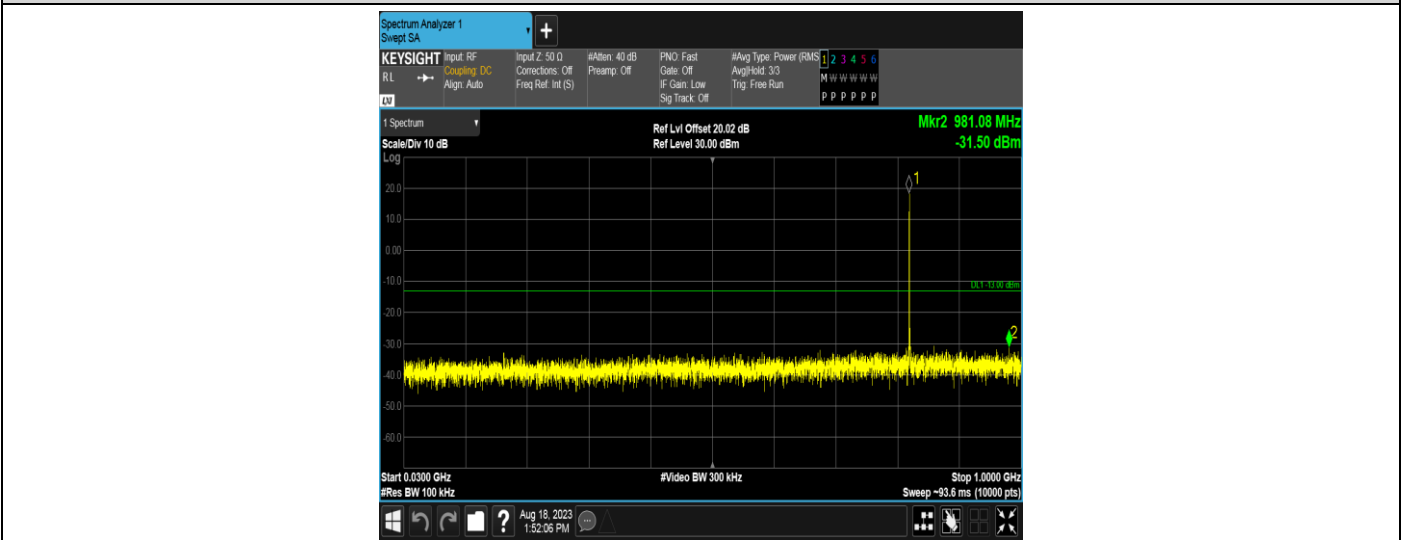 Spectrum Analyzer 1
Swept SA
+
KEYSIGHT
RL
LXI
Input: RF
Coupling: DC
Align: Auto
Input Z: 50 Ω
Corrections: Off
Freq Ref: Int (S)
#Atten: 40 dB
Preamp: Off
PNO: Fast
Gate: Off
IF Gain: Low
Sig Track: Off
#Avg Type: Power (RMS
Avg|Hold: 3/3
Trig: Free Run
1 2 3 4 5 6
M W W W W W
P P P P P P
1 Spectrum
Scale/Div 10 dB
Log
Ref Lvl Offset 20.02 dB
Ref Level 30.00 dBm
Mkr2 981.08 MHz
-31.50 dBm
1
20.0
10.0
0.00
-10.0
DL1 -13.00 dBm
-20.0
2
-30.0
-40.0
-50.0
-60.0
Start 0.0300 GHz
#Res BW 100 kHz
#Video BW 300 kHz
Stop 1.0000 GHz
Sweep ~93.6 ms (10000 pts)
?
Aug 18, 2023
1:52:06 PM